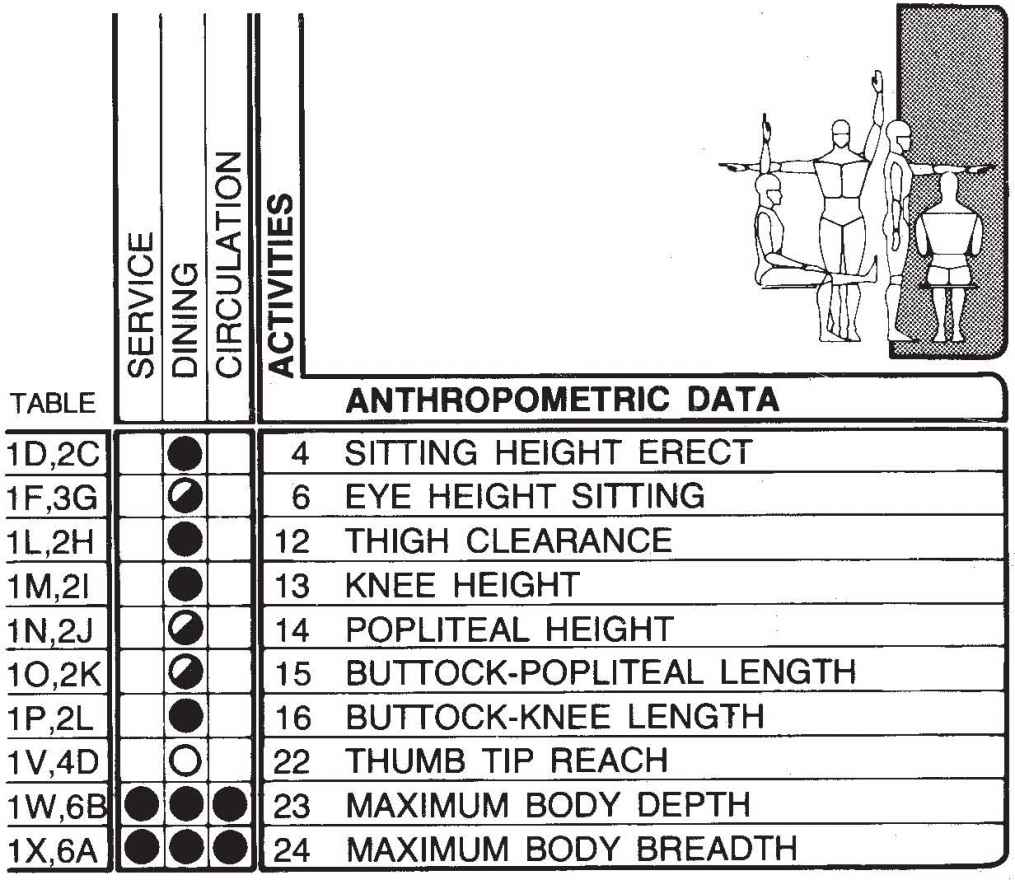 SERVICE
DINING
CIRCULATION
ACTIVITIES
TABLE ANTHROPOMETRIC DATA
1D,2C 4 SITTING HEIGHT ERECT
1F,3G 6 EYE HEIGHT SITTING
1L,2H 12 THIGH CLEARANCE
1M,2I 13 KNEE HEIGHT
1N,2J 14 POPLITEAL HEIGHT
1O,2K 15 BUTTOCK-POPLITEAL LENGTH
1P,2L 16 BUTTOCK-KNEE LENGTH
1V,4D 22 THUMB TIP REACH
1W,6B 23 MAXIMUM BODY DEPTH
1X,6A 24 MAXIMUM BODY BREADTH